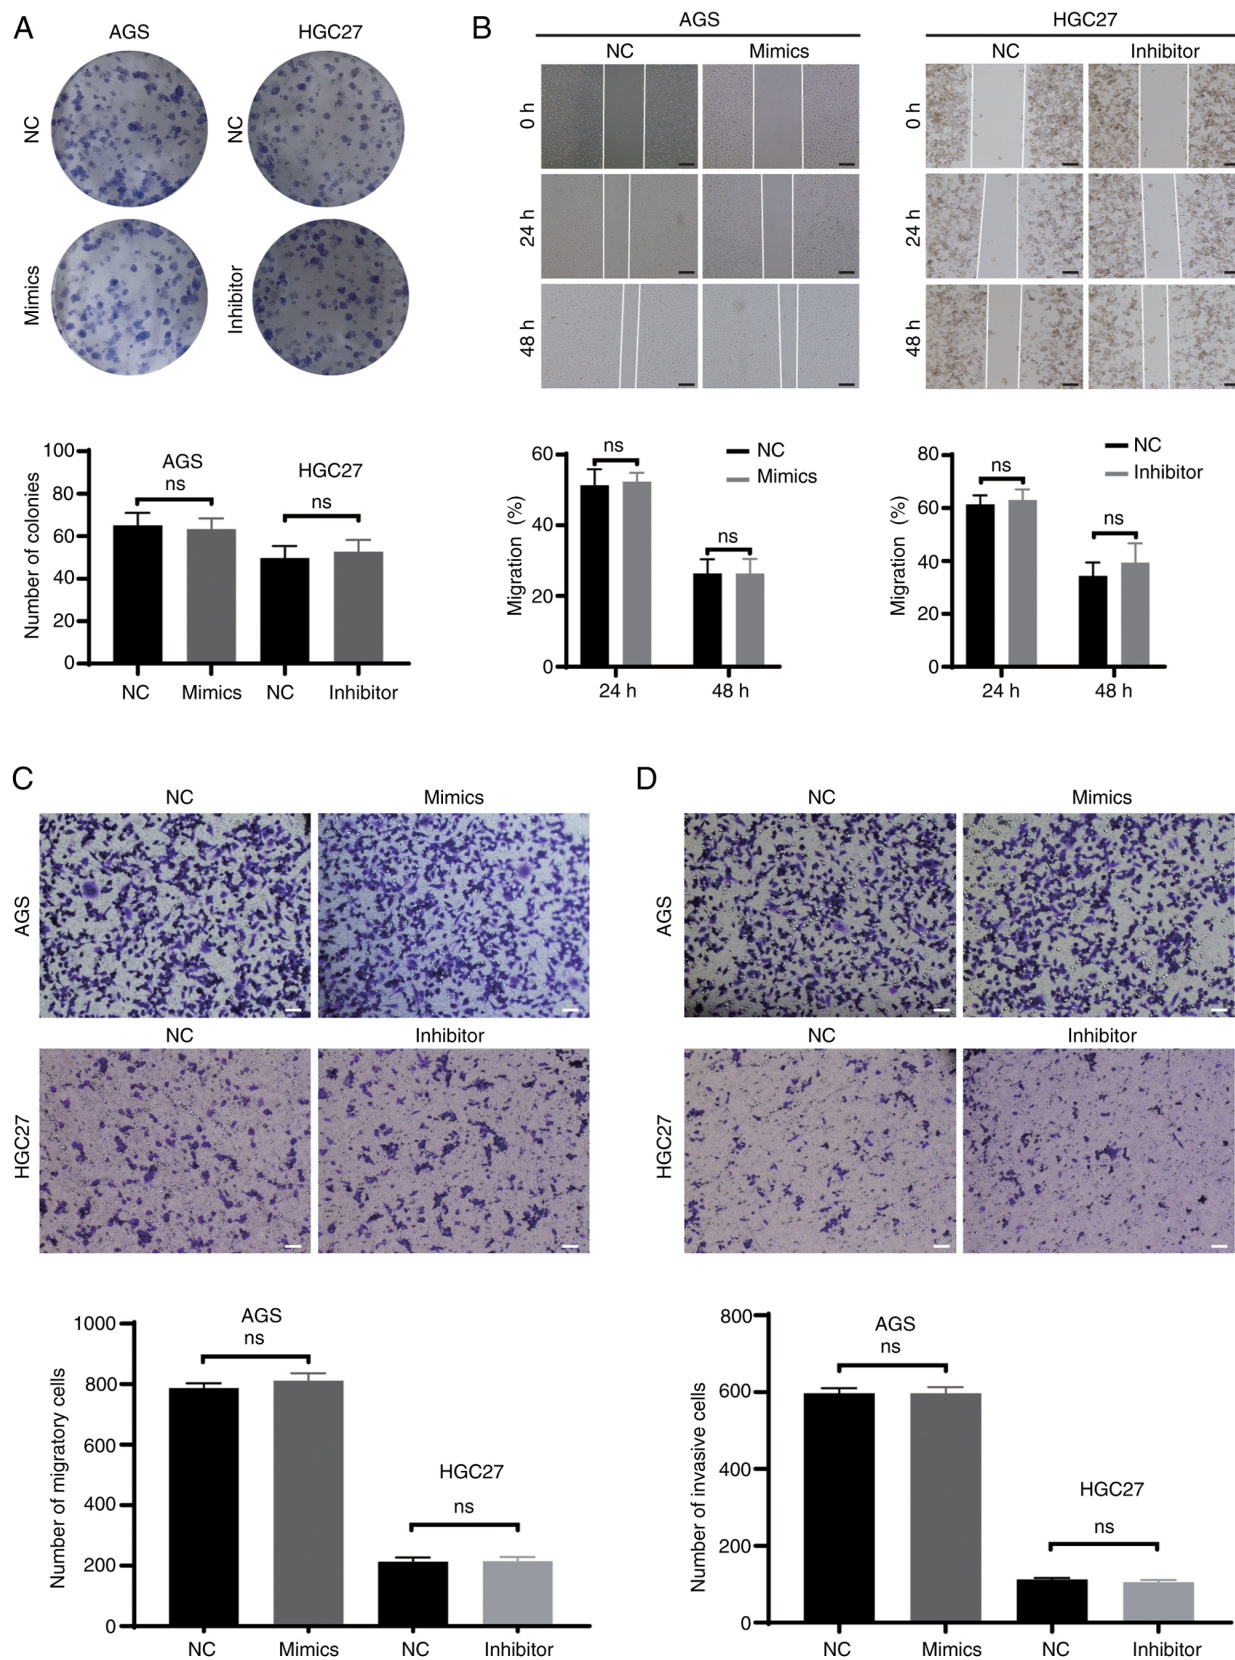 A
AGS
HGC27
NC
NC
Mimics
Inhibitor
Number of colonies
100
80
60
40
20
0
AGS
ns
HGC27
ns
NC
Mimics
NC
Inhibitor
B
AGS
HGC27
NC
Mimics
NC
Inhibitor
0 h
24 h
48 h
0 h
24 h
48 h
Migration (%)
60
40
20
0
ns
ns
NC
Mimics
24 h
48 h
Migration (%)
80
60
40
20
0
ns
ns
NC
Inhibitor
24 h
48 h
C
NC
Mimics
AGS
NC
Inhibitor
HGC27
Number of migratory cells
1000
800
600
400
200
0
AGS
ns
HGC27
ns
NC
Mimics
NC
Inhibitor
D
NC
Mimics
AGS
NC
Inhibitor
HGC27
Number of invasive cells
800
600
400
200
0
AGS
ns
HGC27
ns
NC
Mimics
NC
Inhibitor